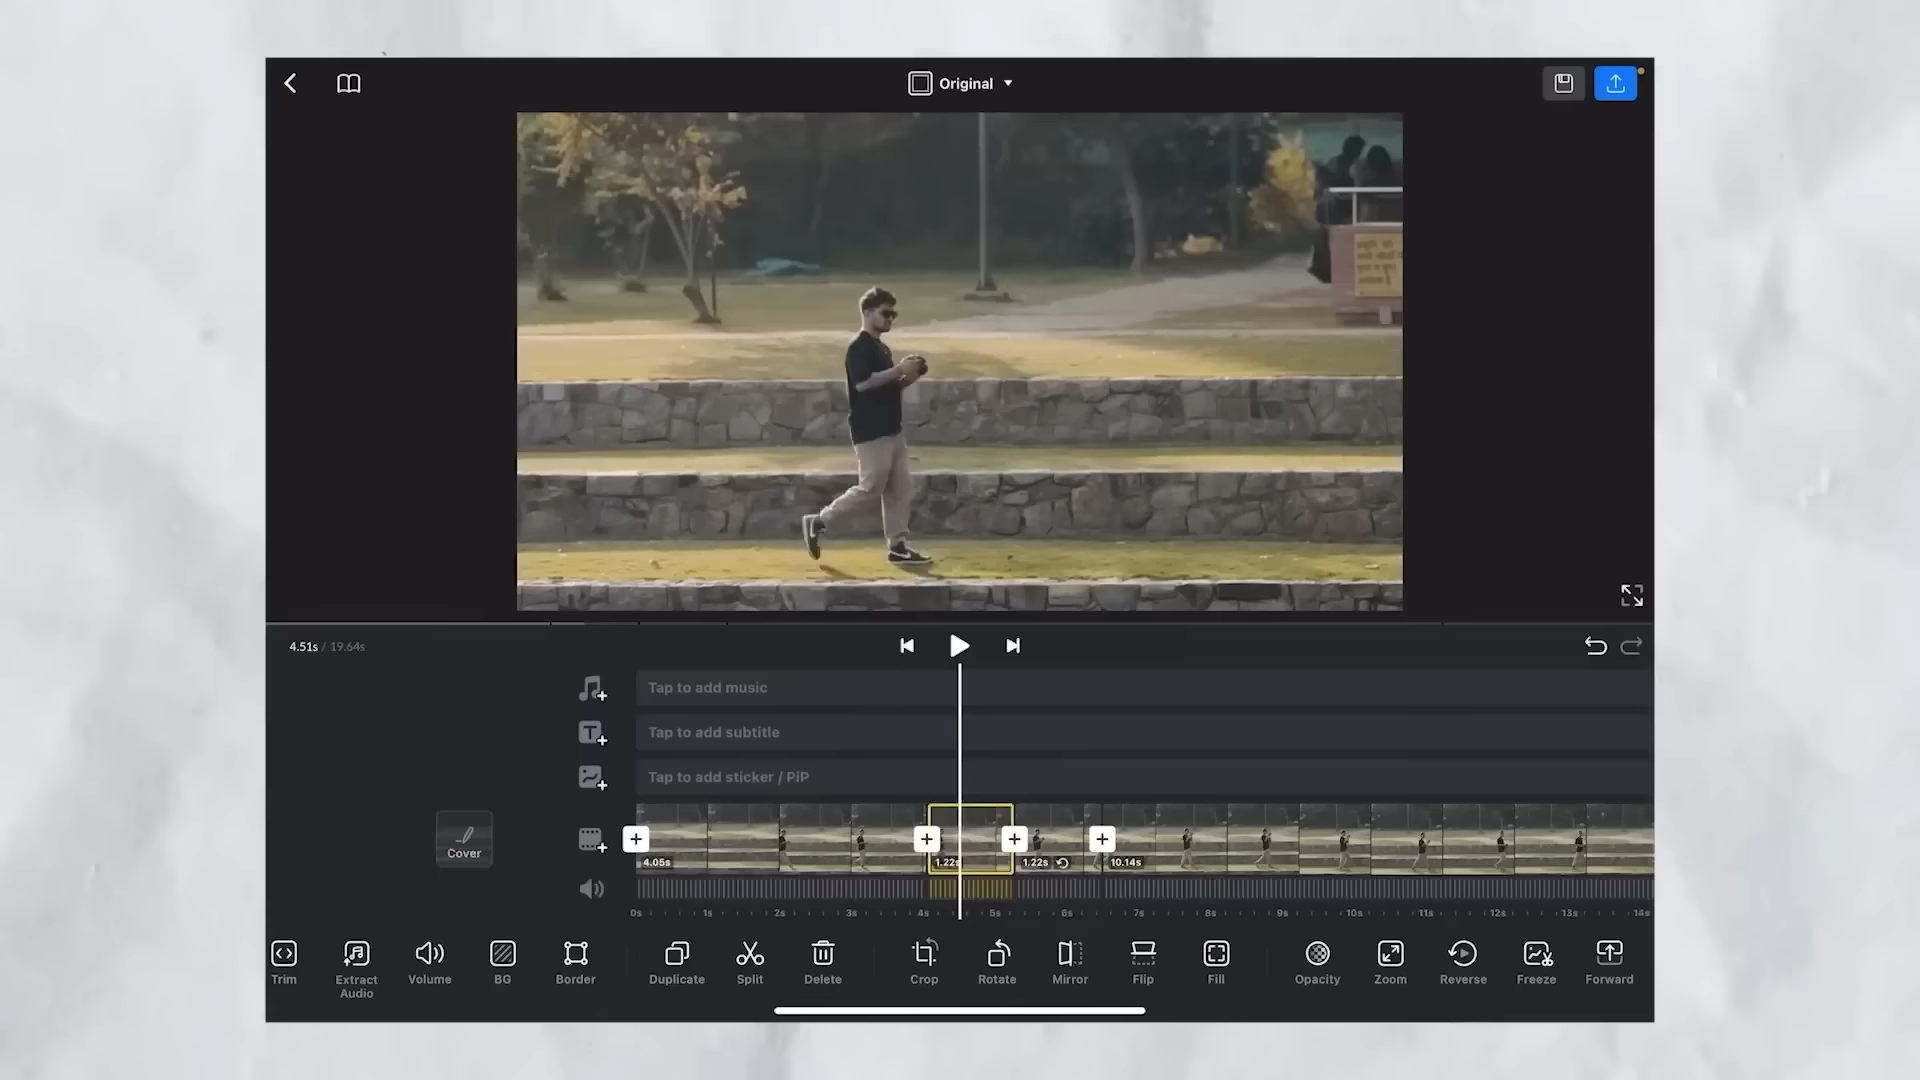 Original
4.51s / 19.64s
Tap to add music
Tap to add subtitle
Tap to add sticker / PiP
Cover
4.05s
1.22s
1.22s
10.14s
0s 1s 2s 3s 4s 5s 6s 7s 8s 9s 10s 11s 12s 13s 14s
Trim
Extract
Audio
Volume
BG
Border
Duplicate
Split
Delete
Crop
Rotate
Mirror
Flip
Fill
Opacity
Zoom
Reverse
Freeze
Forward